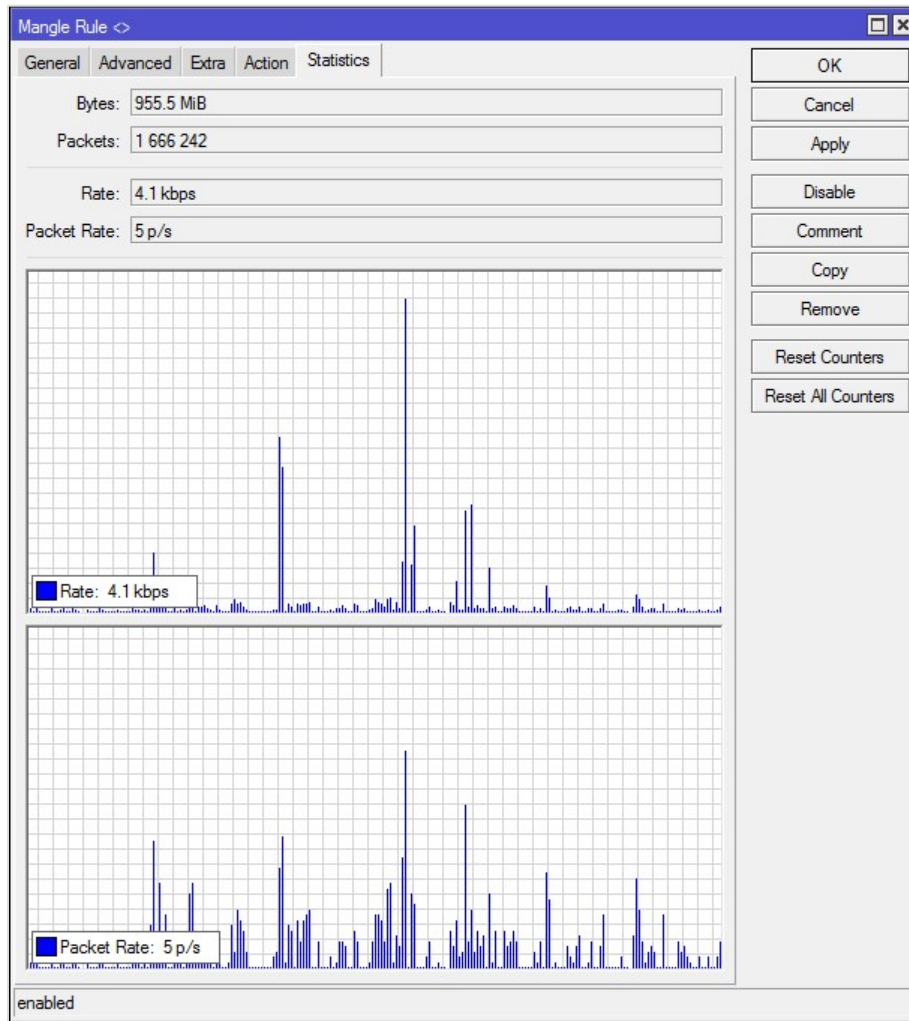 Mangle Rule <>
General Advanced Extra Action Statistics
Bytes: 955.5 MiB
Packets: 1 666 242
Rate: 4.1 kbps
Packet Rate: 5 p/s
Rate: 4.1 kbps
Packet Rate: 5 p/s
OK
Cancel
Apply
Disable
Comment
Copy
Remove
Reset Counters
Reset All Counters
enabled